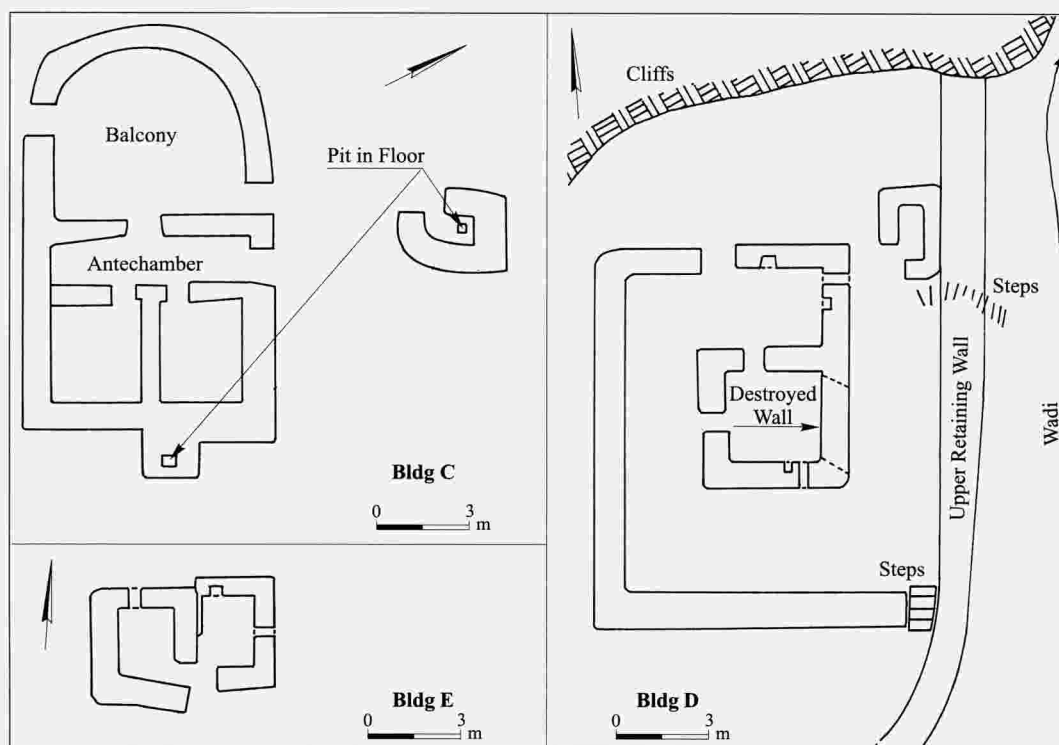 Balcony
Pit in Floor
Antechamber
Bldg C
0 3
m
Bldg E
0 3
m
Cliffs
Steps
Destroyed
Wall
Upper Retaining Wall
Wadi
Steps
Bldg D
0 3
m